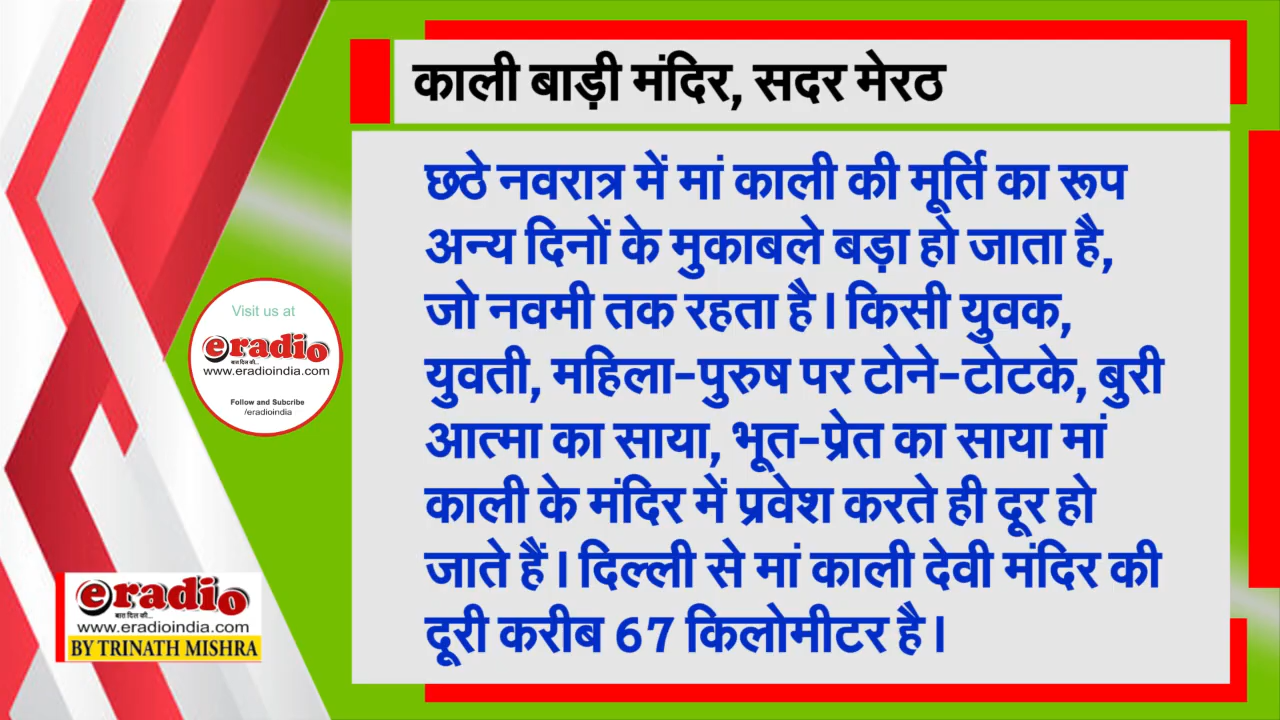 काली बाड़ी मंदिर, सदर मेरठ
छठे नवरात्र में मां काली की मूर्ति का रूप
अन्य दिनों के मुकाबले बड़ा हो जाता है,
जो नवमी तक रहता है। किसी युवक,
युवती, महिला-पुरुष पर टोने-टोटके, बुरी
आत्मा का साया, भूत-प्रेत का साया मां
काली के मंदिर में प्रवेश करते ही दूर हो
जाते हैं। दिल्ली से मां काली देवी मंदिर की
दूरी करीब 67 किलोमीटर है।
Visit us at
eradio
बात दिल की...
www.eradioindia.com
Follow and Subcribe
/eradioindia
eradio
बात दिल की...
www.eradioindia.com
BY TRINATH MISHRA